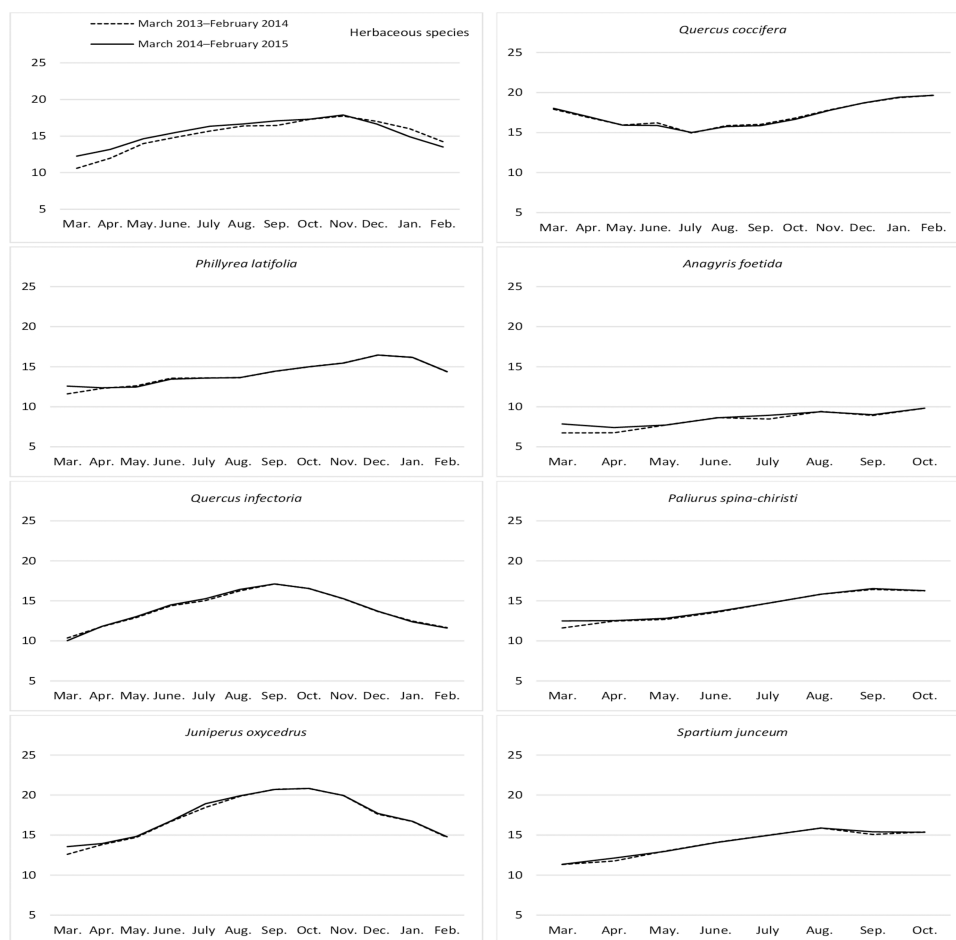 March 2013–February 2014
March 2014–February 2015
Herbaceous species
25
20
15
10
5
Mar. Apr. May. June. July Aug. Sep. Oct. Nov. Dec. Jan. Feb.
Quercus coccifera
25
20
15
10
5
Mar. Apr. May. June. July Aug. Sep. Oct. Nov. Dec. Jan. Feb.
Phillyrea latifolia
25
20
15
10
5
Mar. Apr. May. June. July Aug. Sep. Oct. Nov. Dec. Jan. Feb.
Anagyris foetida
25
20
15
10
5
Mar. Apr. May. June. July Aug. Sep. Oct.
Quercus infectoria
25
20
15
10
5
Mar. Apr. May. June. July Aug. Sep. Oct. Nov. Dec. Jan. Feb.
Paliurus spina-chiristi
25
20
15
10
5
Mar. Apr. May. June. July Aug. Sep. Oct.
Juniperus oxycedrus
25
20
15
10
5
Mar. Apr. May. June. July Aug. Sep. Oct. Nov. Dec. Jan. Feb.
Spartium junceum
25
20
15
10
5
Mar. Apr. May. June. July Aug. Sep. Oct.